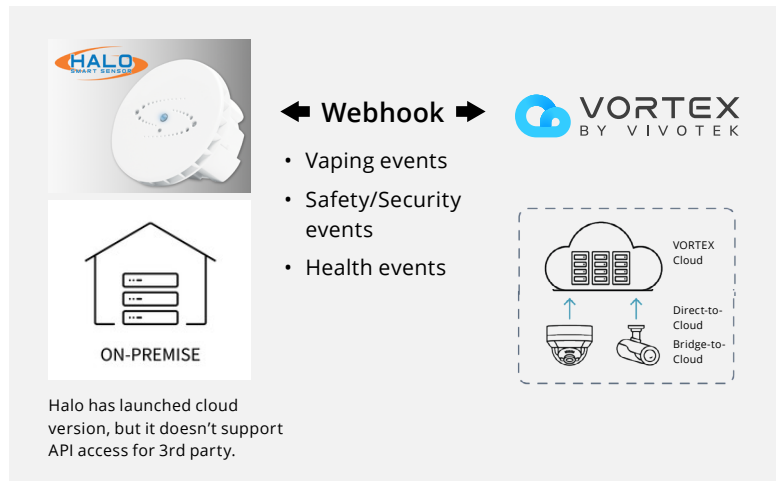 HALO
SMART SENSOR
ON-PREMISE
Halo has launched cloud
version, but it doesn’t support
API access for 3rd party.
Webhook
• Vaping events
• Safety/Security
events
• Health events
VORTEX
BY VIVOTEK
VORTEX
Cloud
Direct-to-
Cloud
Bridge-to-
Cloud